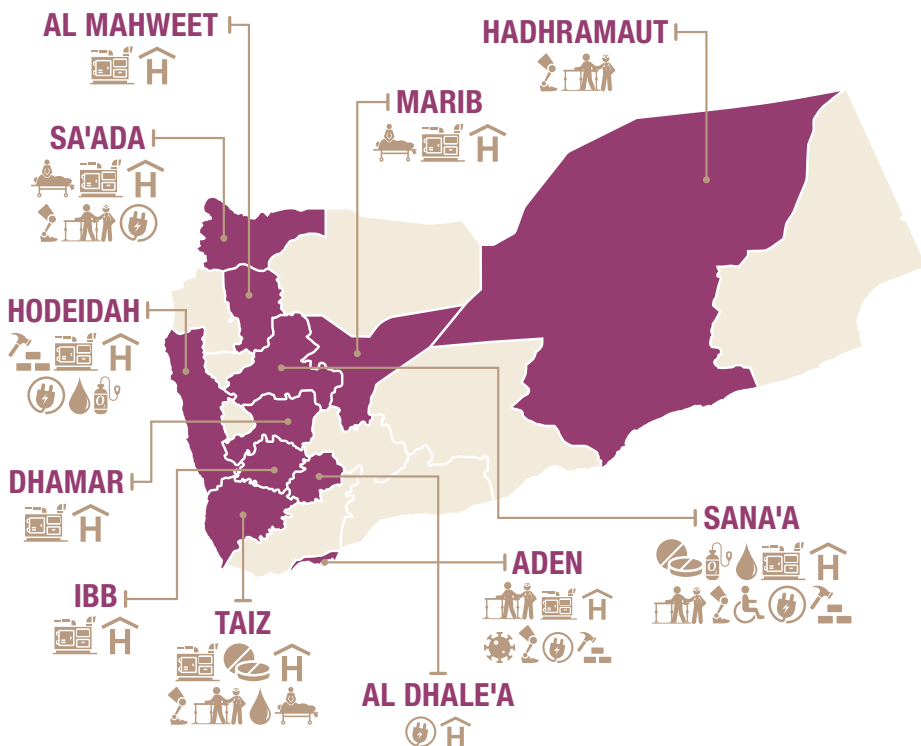 AL MAHWEET
HADHRAMAUT
MARIB
SA'ADA
HODEIDAH
DHAMAR
SANA'A
ADEN
IBB
TAIZ
AL DHALE'A